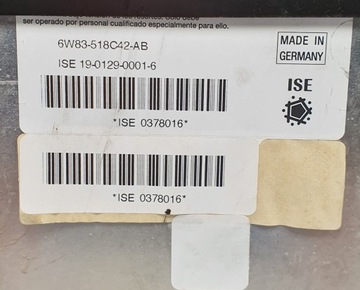 ser operado por personal cualificado especialmente para ello.
6W83-518C42-AB
ISE 19-0129-0001-6
MADE IN
GERMANY
ISE
*ISE 0378016*
*ISE 0378016*